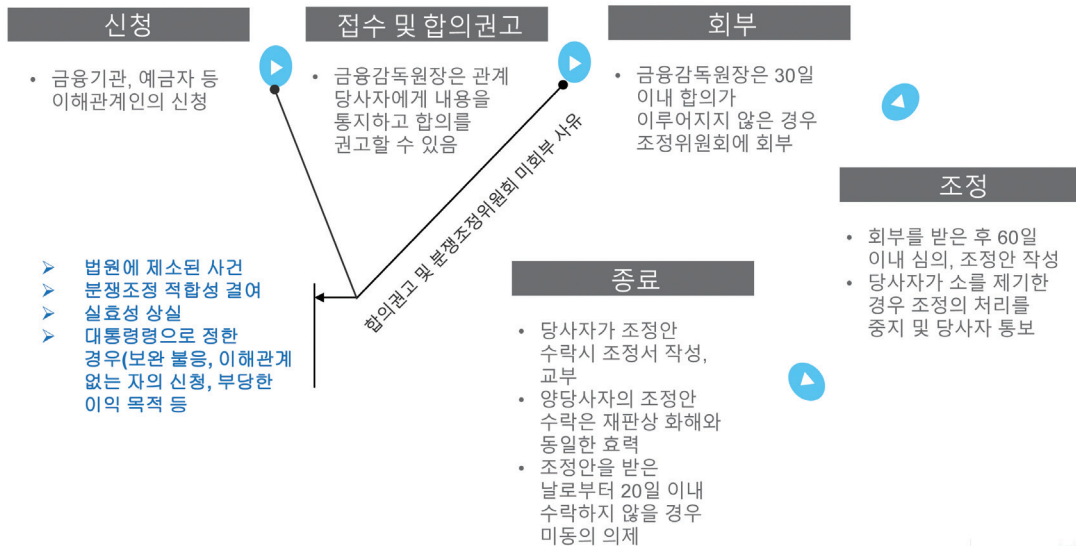 신청
• 금융기관, 예금자 등
이해관계인의 신청
접수 및 합의권고
• 금융감독원장은 관계
당사자에게 내용을
통지하고 합의를
권고할 수 있음
회부
• 금융감독원장은 30일
이내 합의가
이루어지지 않은 경우
조정위원회에 회부
조정
• 회부를 받은 후 60일
이내 심의, 조정안 작성
• 당사자가 소를 제기한
경우 조정의 처리를
중지 및 당사자 통보
종료
• 당사자가 조정안
수락시 조정서 작성,
교부
• 양당사자의 조정안
수락은 재판상 화해와
동일한 효력
• 조정안을 받은
날로부터 20일 이내
수락하지 않을 경우
미동의 의제
합의권고 및 분쟁조정위원회 미회부 사유
➢ 법원에 제소된 사건
➢ 분쟁조정 적합성 결여
➢ 실효성 상실
➢ 대통령령으로 정한
경우(보완 불응, 이해관계
없는 자의 신청, 부당한
이익 목적 등